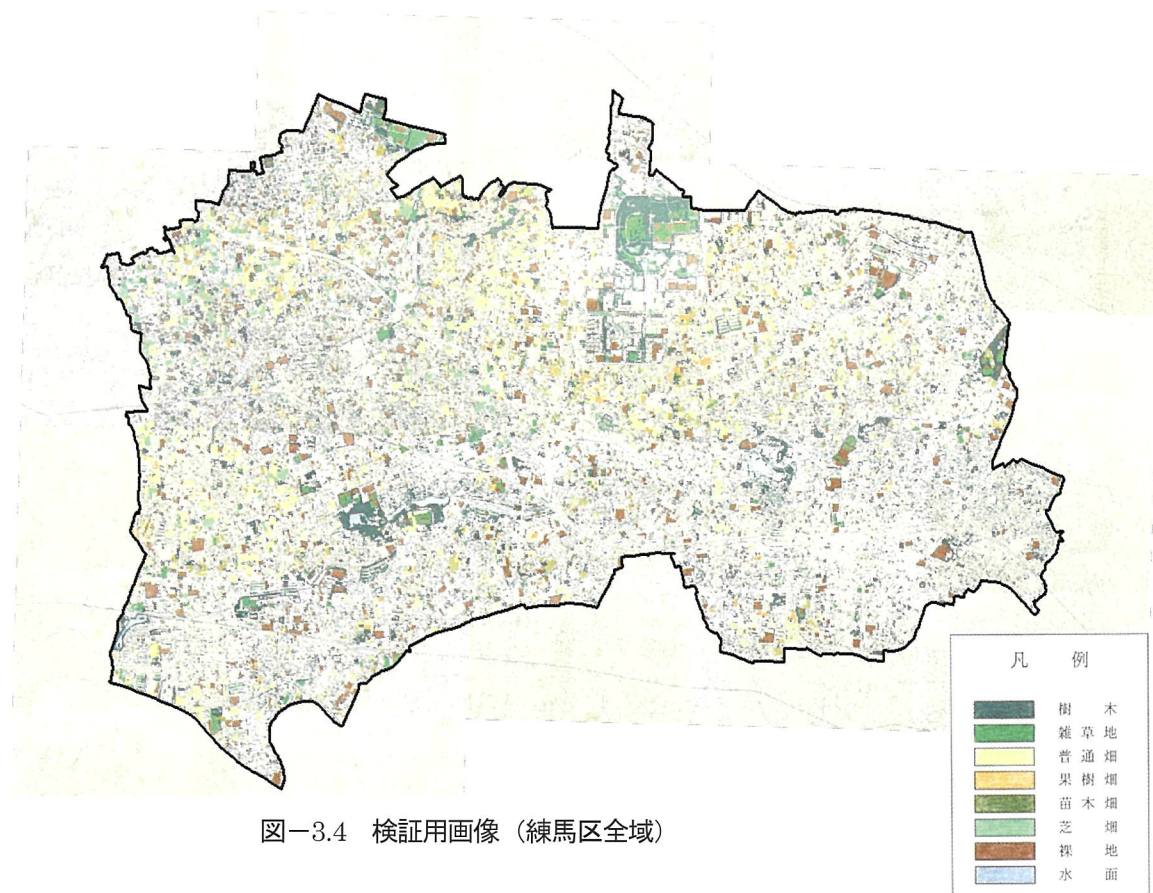 図－3.4 検証用画像（練馬区全域）
凡 例
樹 木
雑 草 地
普 通 畑
果 樹 畑
苗 木 畑
芝 畑
裸 地
水 面